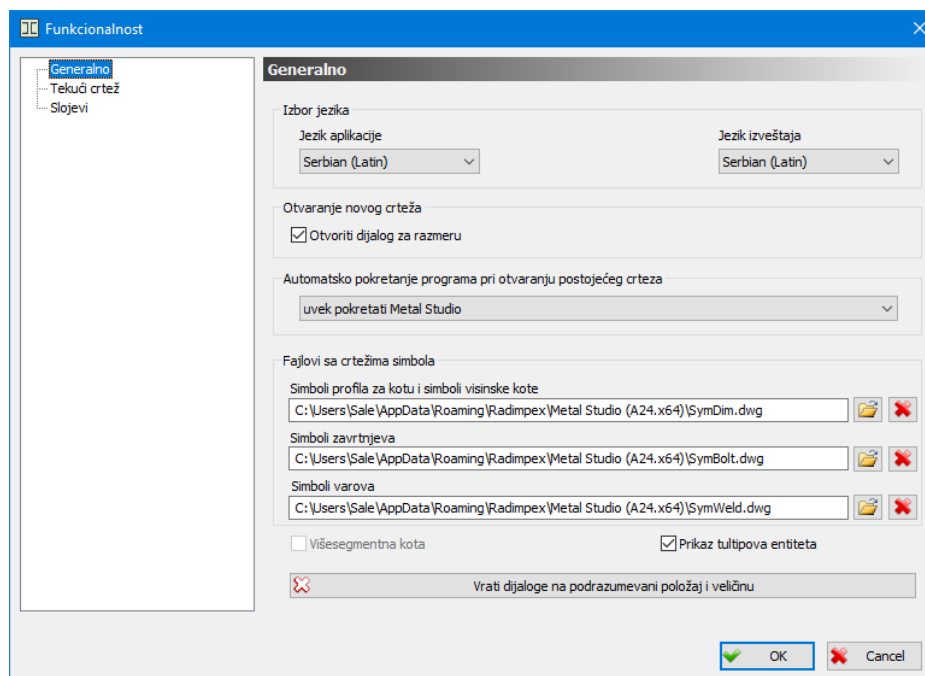 Funkcionalnost
Generalno
Tekući crtež
Slojevi
Generalno
Izbor jezika
Jezik aplikacije
Jezik izveštaja
Serbian (Latin)
Serbian (Latin)
Otvaranje novog crteža
Otvoriti dijalog za razmeru
Automatsko pokretanje programa pri otvaranju postojećeg crteza
uvek pokretati Metal Studio
Fajlovi sa crtežima simbola
Simboli profila za kotu i simboli visinske kote
C:\Users\Sale\AppData\Roaming\Radimpex\Metal Studio (A24.x64)\SymDim.dwg
Simboli zavrtnjeva
C:\Users\Sale\AppData\Roaming\Radimpex\Metal Studio (A24.x64)\SymBolt.dwg
Simboli varova
C:\Users\Sale\AppData\Roaming\Radimpex\Metal Studio (A24.x64)\SymWeld.dwg
Višesegmentna kota
Prikaz tultipova entiteta
Vrati dijaloge na podrazumevani položaj i veličinu
OK
Cancel